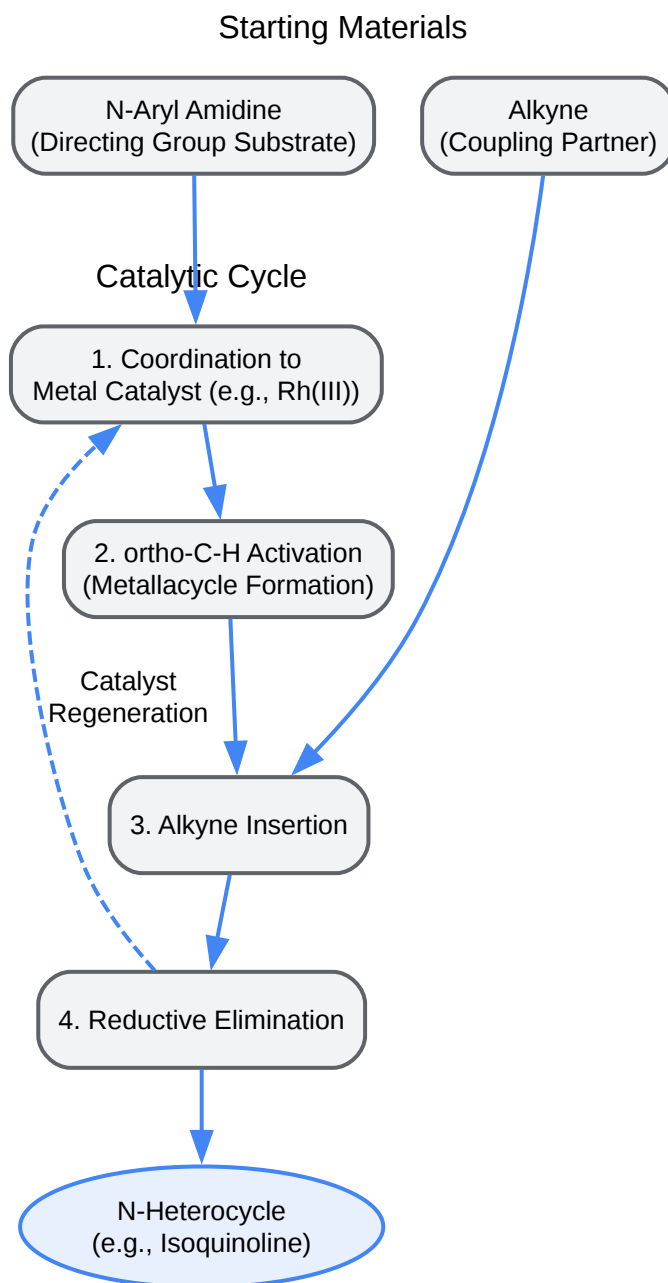 Starting Materials
N-Aryl Amidine
(Directing Group Substrate)
Alkyne
(Coupling Partner)
Catalytic Cycle
1. Coordination to
Metal Catalyst (e.g., Rh(III))
2. ortho-C-H Activation
(Metallacycle Formation)
Catalyst
Regeneration
3. Alkyne Insertion
4. Reductive Elimination
N-Heterocycle
(e.g., Isoquinoline)